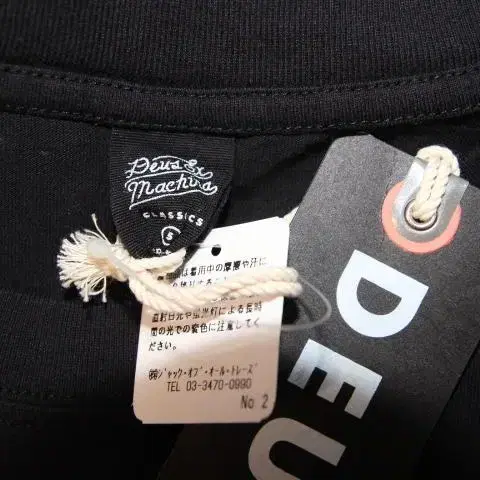 Deus Ex
Machina
CLASSICS
S
は着用中の摩擦や汗に
直射日光や蛍光灯による長時
間の光での変色に注意してく
ださい。
㈱ジャック・オブ・オール・トレーズ
TEL 03-3470-0990
No 2
DEU